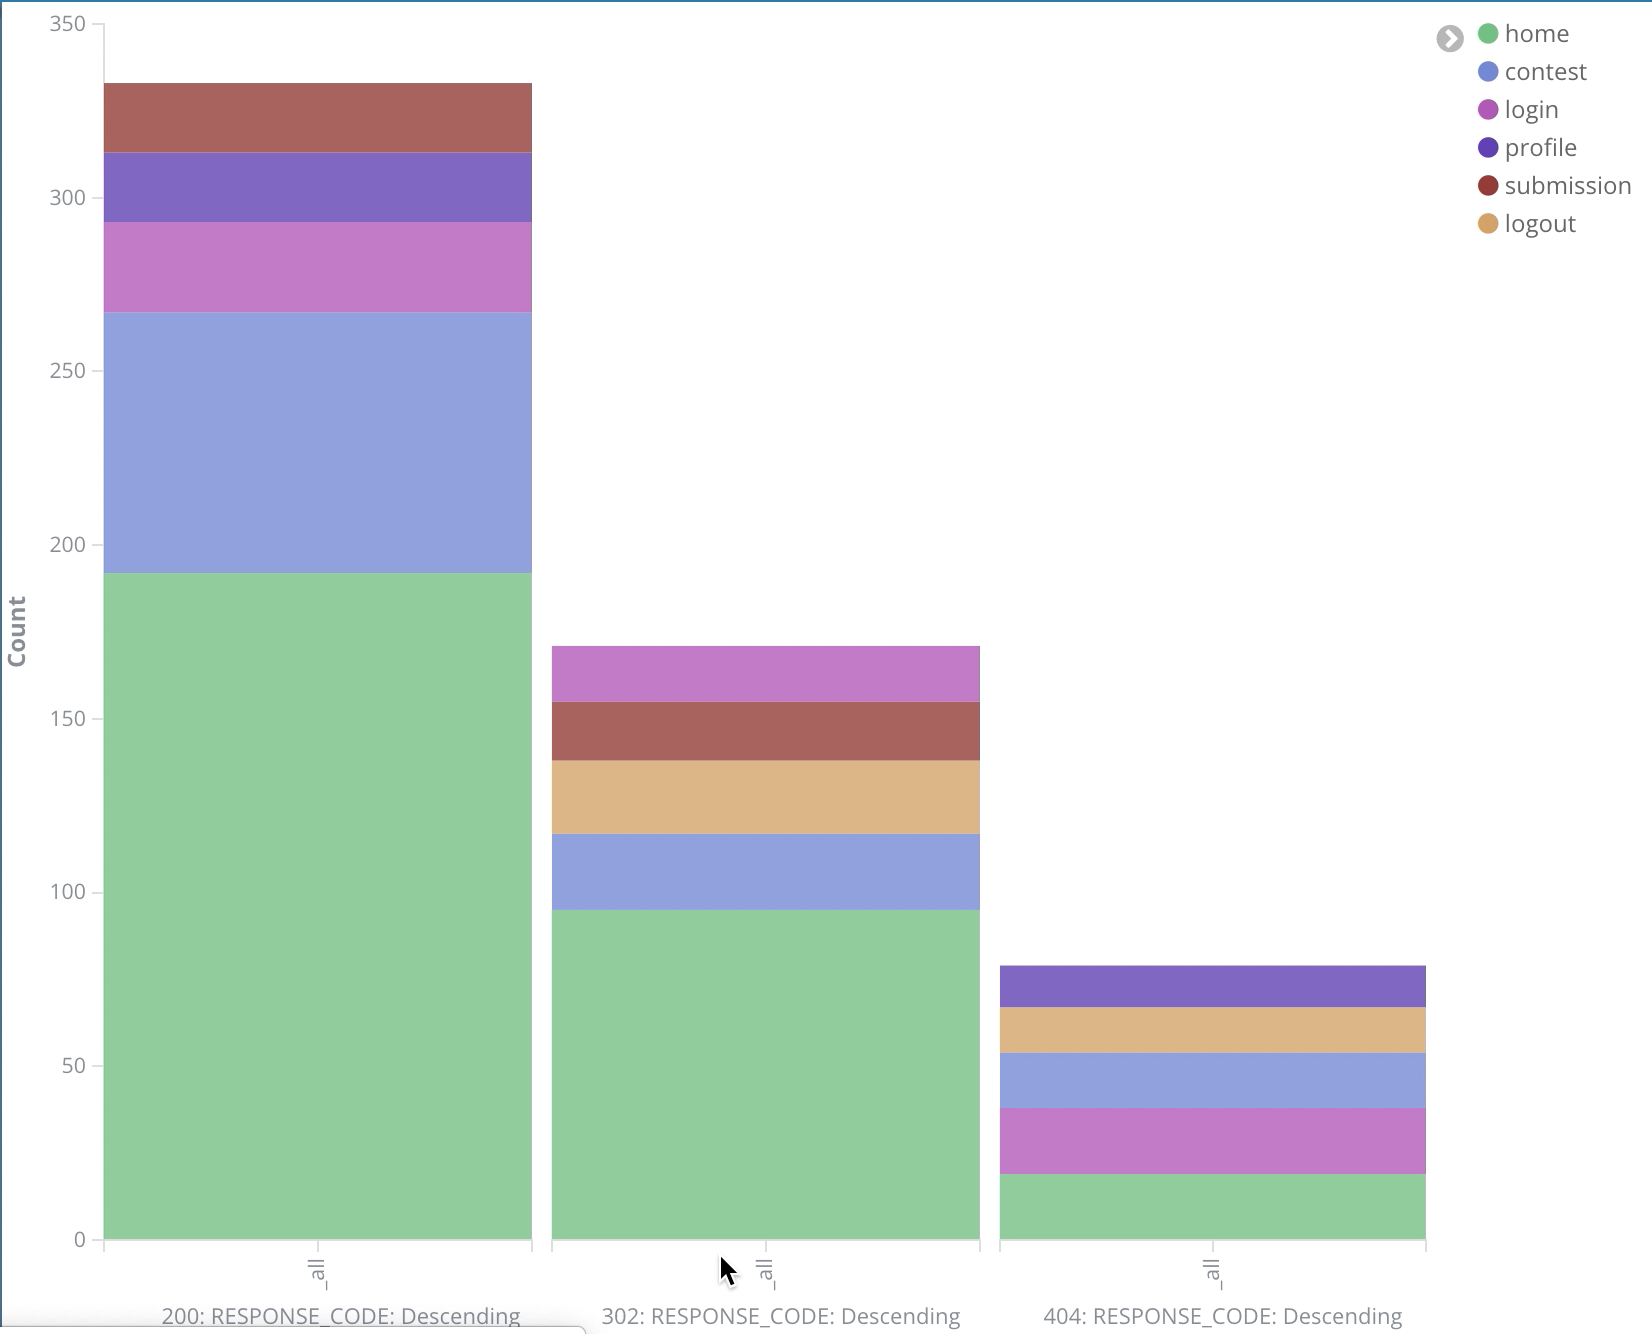 350
300
250
200
150
100
50
0
Count
_all
_all
_all
200: RESPONSE_CODE: Descending
302: RESPONSE_CODE: Descending
404: RESPONSE_CODE: Descending
home
contest
login
profile
submission
logout